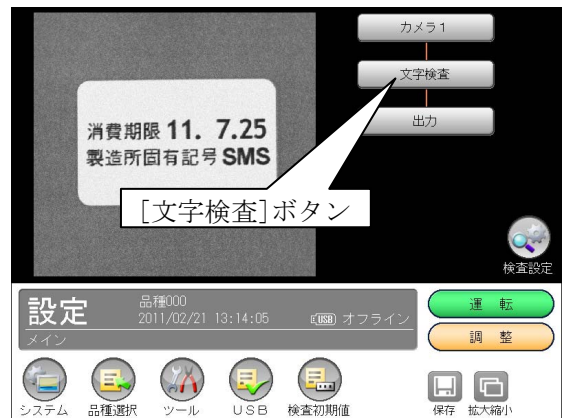 カメラ1
文字検査
出力
消費期限 11. 7.25
製造所固有記号 SMS
[文字検査]ボタン
検査設定
設定
品種000
2011/02/21 13:14:05
USB オフライン
メイン
運 転
調 整
システム
品種選択
ツール
USB
検査初期値
保存
拡大縮小